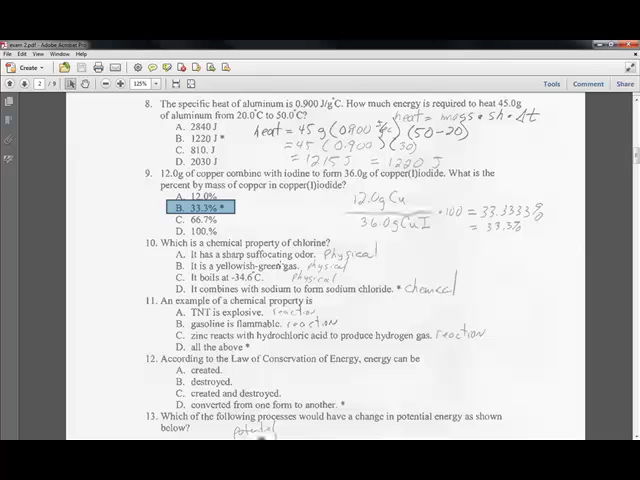 exam 2.pdf - Adobe Acrobat Pro
File Edit View Window Help
Create
2 / 9
125%
Tools Comment Share
8. The specific heat of aluminum is 0.900 J/g°C. How much energy is required to heat 45.0g
of aluminum from 20.0°C to 50.0°C?
heat = mass • sh • Δt
A. 2840 J
heat = 45 g (0.900 J/g°C) (50-20)
B. 1220 J *
= 45 (0.900) (30)
C. 810. J
= 1215 J = 1220 J
D. 2030 J
9. 12.0g of copper combine with iodine to form 36.0g of copper(I)iodide. What is the
percent by mass of copper in copper(I)iodide?
A. 12.0%
B. 33.3% *
C. 66.7%
D. 100.%
12.0g Cu
36.0g CuI
• 100 = 33.3333%
= 33.3%
10. Which is a chemical property of chlorine?
A. It has a sharp suffocating odor. Physical
B. It is a yellowish-green gas. physical
C. It boils at -34.6°C. physical
D. It combines with sodium to form sodium chloride. * chemical
11. An example of a chemical property is
A. TNT is explosive. reaction
B. gasoline is flammable. reaction
C. zinc reacts with hydrochloric acid to produce hydrogen gas. reaction
D. all the above *
12. According to the Law of Conservation of Energy, energy can be
A. created.
B. destroyed.
C. created and destroyed.
D. converted from one form to another. *
13. Which of the following processes would have a change in potential energy as shown
below?
potential